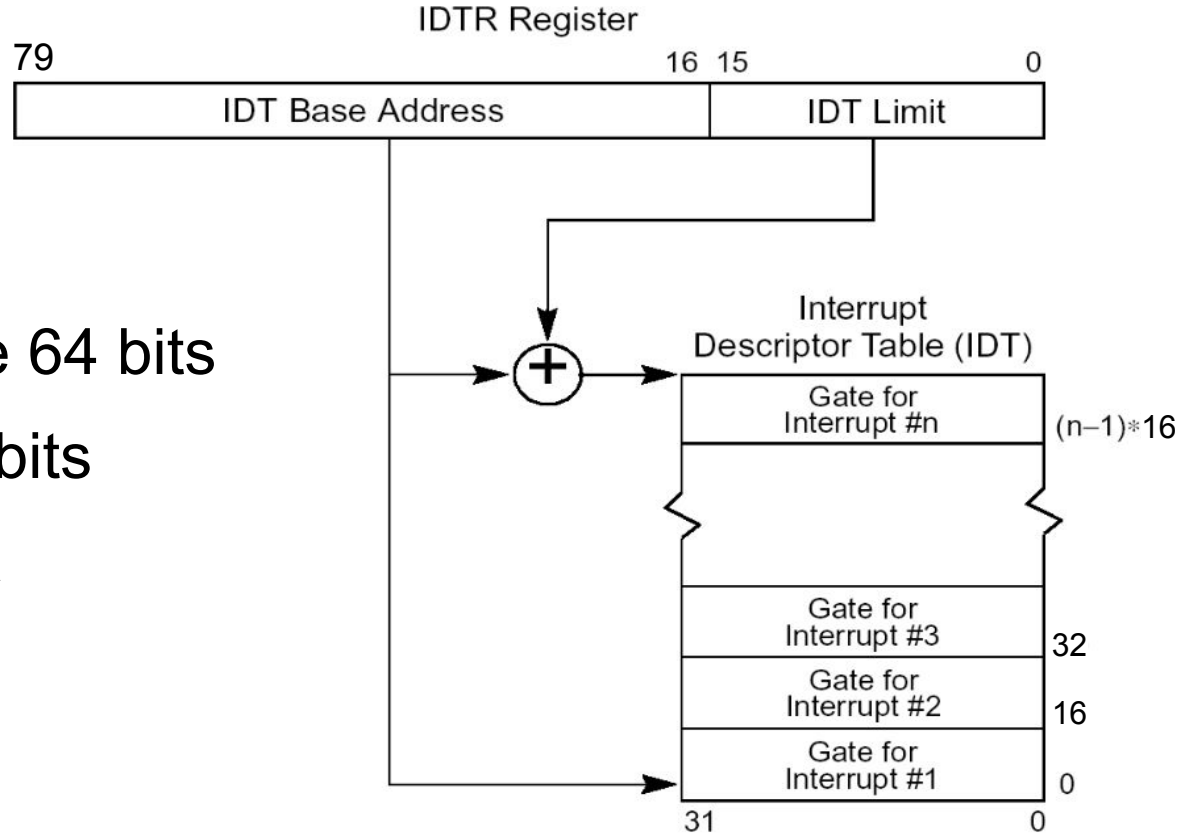 IDTR Register
79
16 15
0
IDT Base Address
IDT Limit
e 64 bits
bits
Interrupt
Descriptor Table (IDT)
+
Gate for
Interrupt #n
(n−1)*16
Gate for
Interrupt #3
32
Gate for
Interrupt #2
16
Gate for
Interrupt #1
0
31
0